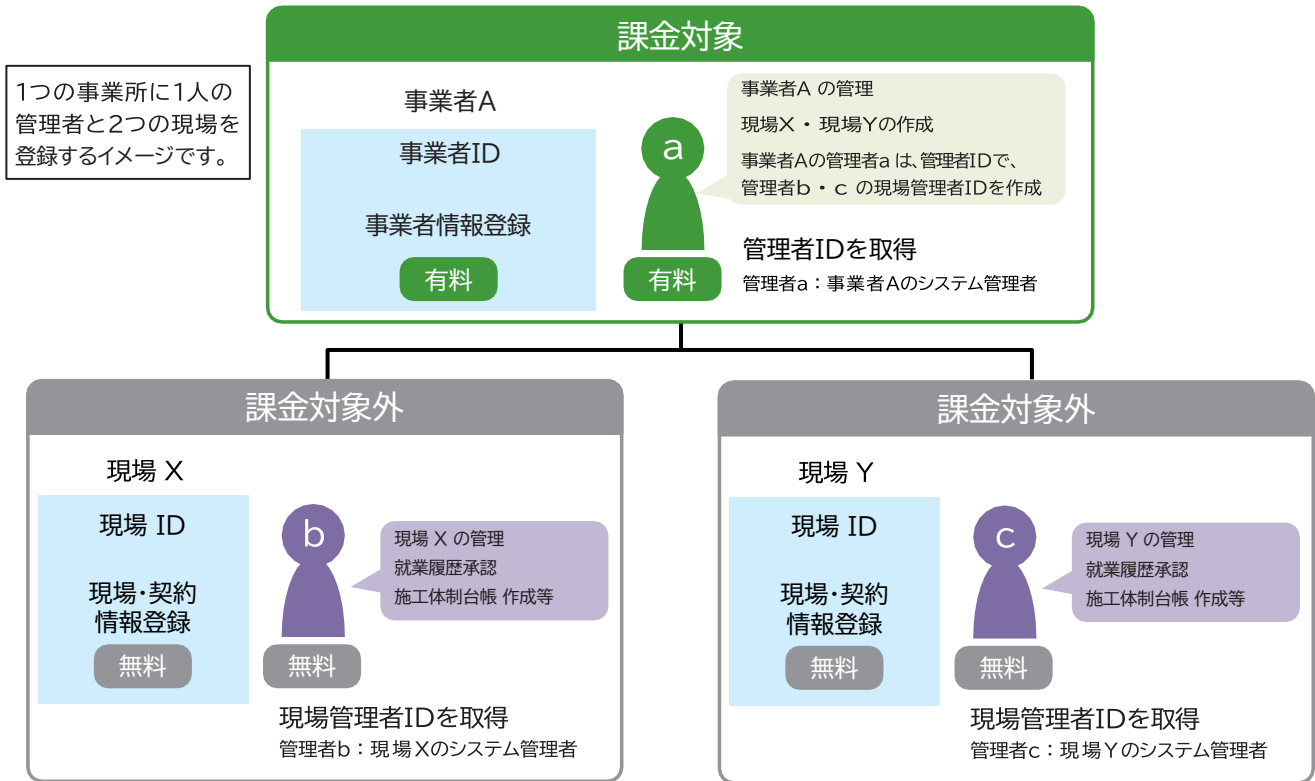 課金対象
1つの事業所に1人の
管理者と2つの現場を
登録するイメージです。
事業者A
事業者ID
事業者情報登録
有料
a
有料
事業者A の管理
現場X・現場Yの作成
事業者Aの管理者a は、管理者IDで、
管理者b・c の現場管理者IDを作成
管理者IDを取得
管理者a：事業者Aのシステム管理者
課金対象外
現場 X
現場 ID
現場・契約
情報登録
無料
b
無料
現場 X の管理
就業履歴承認
施工体制台帳 作成等
現場管理者IDを取得
管理者b：現場Xのシステム管理者
課金対象外
現場 Y
現場 ID
現場・契約
情報登録
無料
c
無料
現場 Y の管理
就業履歴承認
施工体制台帳 作成等
現場管理者IDを取得
管理者c：現場Yのシステム管理者